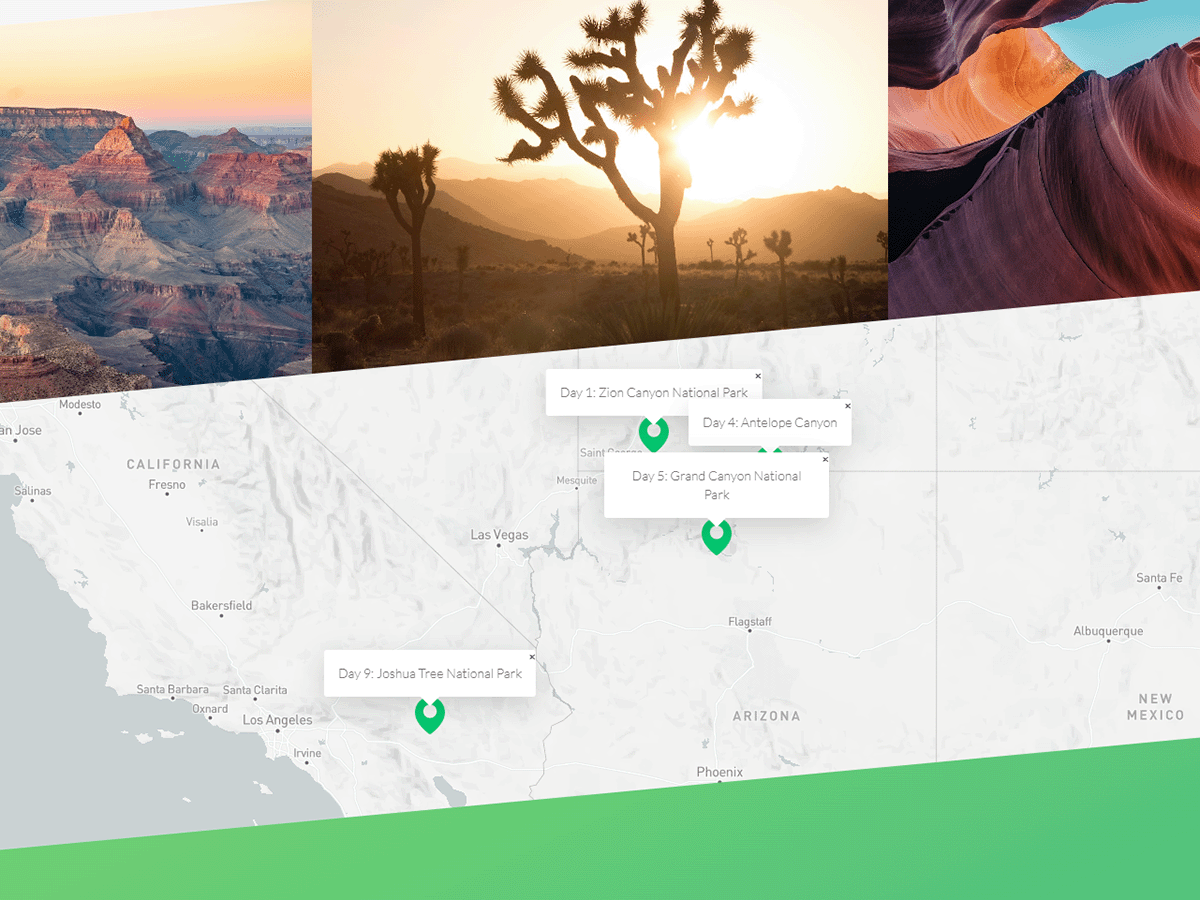 Modesto
an Jose
CALIFORNIA
Fresno
Salinas
Visalia
Las Vegas
Bakersfield
Santa Barbara
Santa Clarita
Oxnard
Los Angeles
Irvine
Day 1: Zion Canyon National Park
×
Day 4: Antelope Canyon
×
Saint George
Mesquite
Day 5: Grand Canyon National
Park
×
Day 9: Joshua Tree National Park
×
Flagstaff
ARIZONA
Phoenix
Santa Fe
Albuquerque
NEW
MEXICO